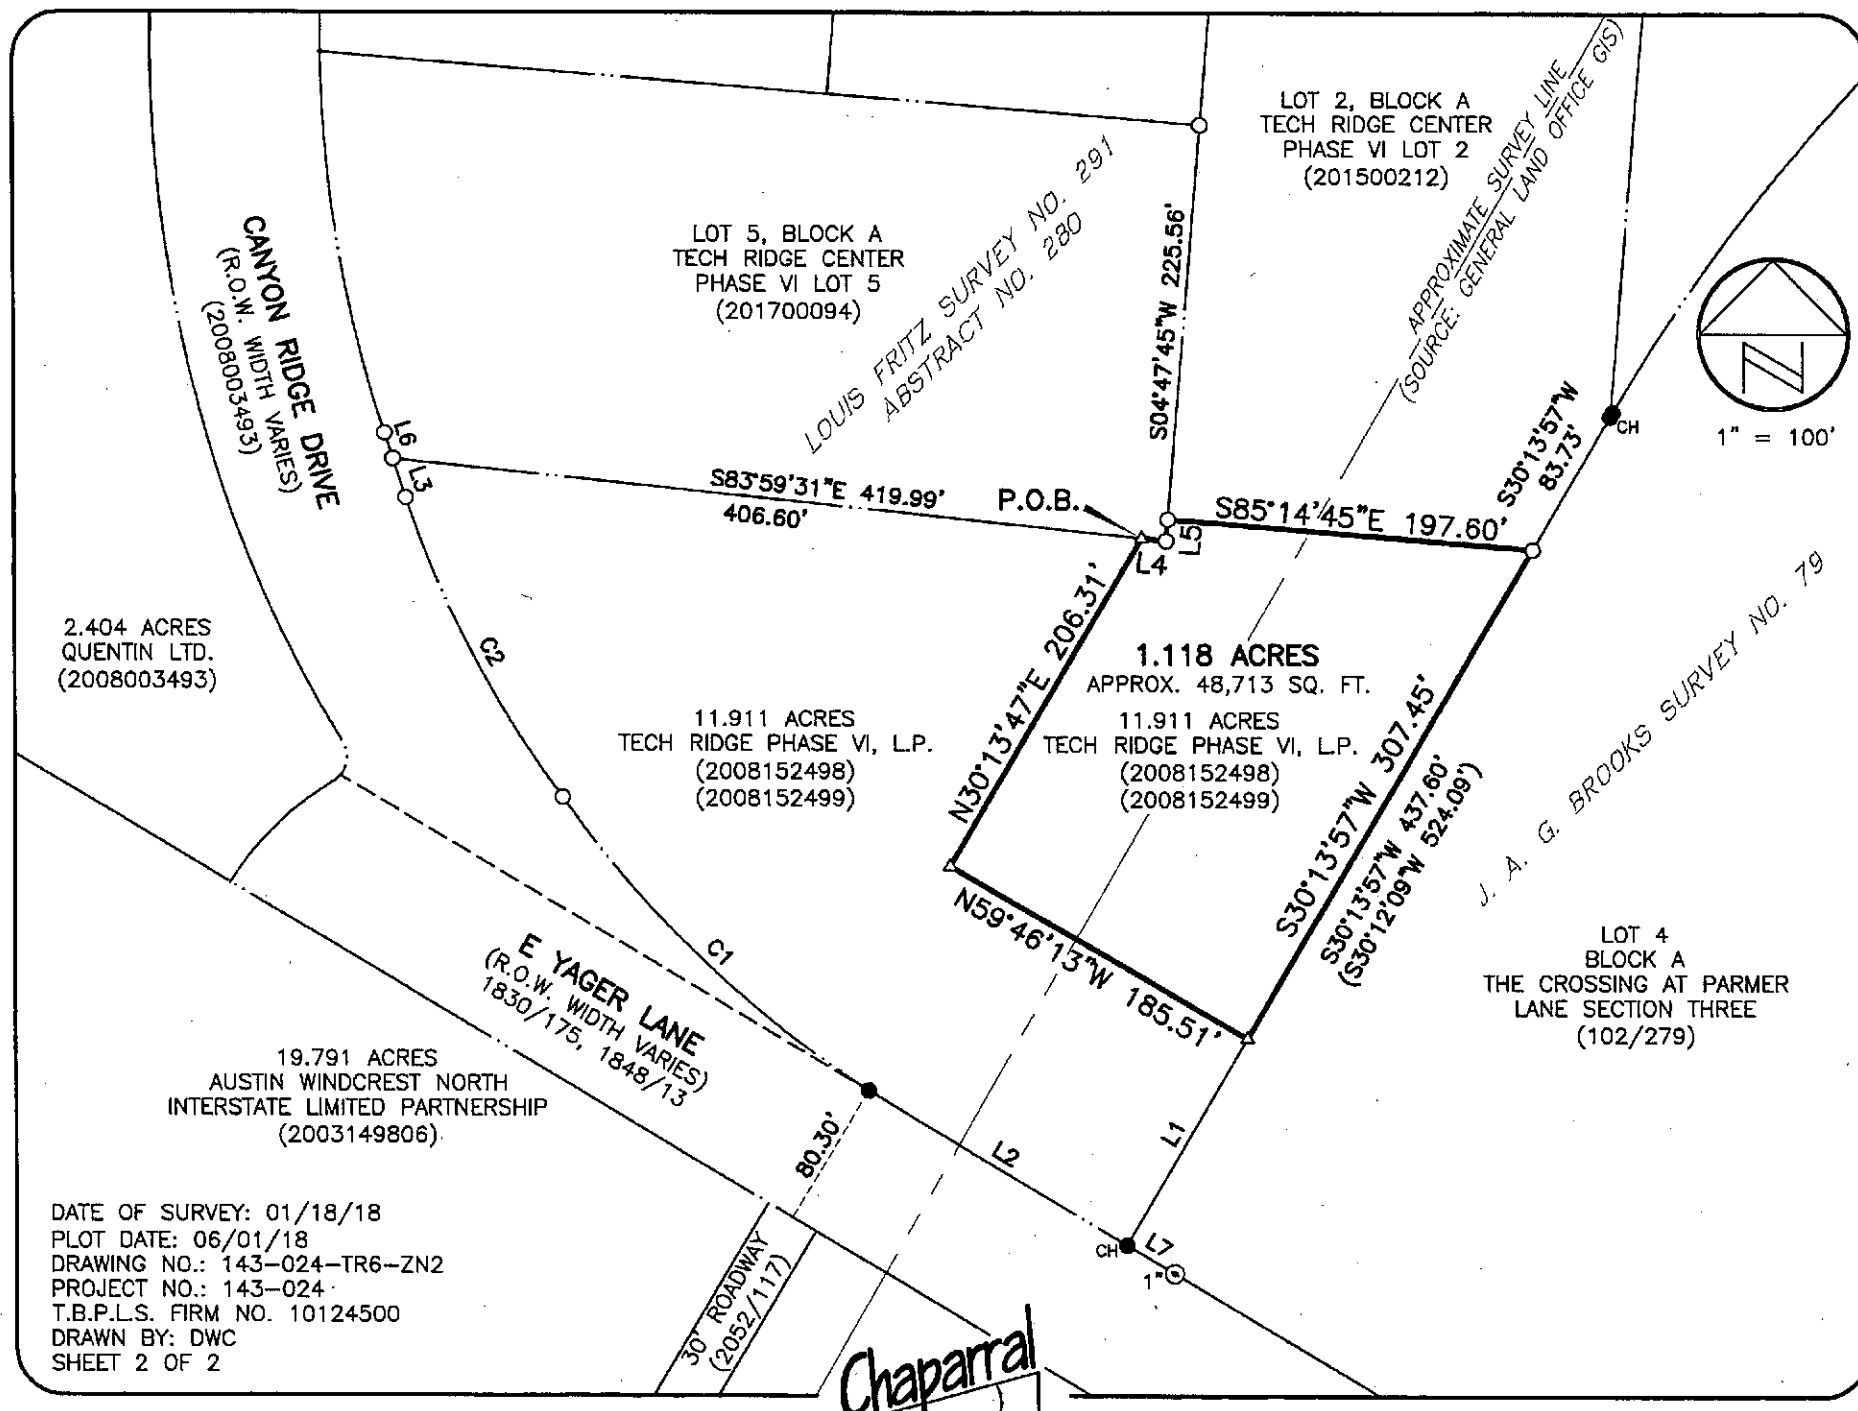 LOT 2, BLOCK A
TECH RIDGE CENTER
PHASE VI LOT 2
(201500212)
APPROXIMATE SURVEY LINE
(SOURCE: GENERAL LAND OFFICE GIS)
LOT 5, BLOCK A
TECH RIDGE CENTER
PHASE VI LOT 5
(201700094)
LOUIS FRITZ SURVEY NO. 291
ABSTRACT NO. 280
S04°47'45"W 225.56'
CANYON RIDGE DRIVE
(R.O.W. WIDTH VARIES)
(2008003493)
1" = 100'
CH
S30°13'57"W
83.73'
L6
L3
S83°59'31"E 419.99'
406.60'
P.O.B.
L4
L5
S85°14'45"E 197.60'
N30°13'47"E 206.31'
1.118 ACRES
APPROX. 48,713 SQ. FT.
11.911 ACRES
TECH RIDGE PHASE VI, L.P.
(2008152498)
(2008152499)
2.404 ACRES
QUENTIN LTD.
(2008003493)
C2
11.911 ACRES
TECH RIDGE PHASE VI, L.P.
(2008152498)
(2008152499)
S30°13'57"W 307.45'
S30°13'57"W 437.60'
(S30°12'09"W 524.09')
J. A. G. BROOKS SURVEY NO. 79
N59°46'13"W 185.51'
LOT 4
BLOCK A
THE CROSSING AT PARMER
LANE SECTION THREE
(102/279)
C1
E YAGER LANE
(R.O.W. WIDTH VARIES)
1830/175, 1848/13
19.791 ACRES
AUSTIN WINDCREST NORTH
INTERSTATE LIMITED PARTNERSHIP
(2003149806)
80.30'
L2
L1
CH
L7
1"
30' ROADWAY
(2052/117)
DATE OF SURVEY: 01/18/18
PLOT DATE: 06/01/18
DRAWING NO.: 143-024-TR6-ZN2
PROJECT NO.: 143-024
T.B.P.L.S. FIRM NO. 10124500
DRAWN BY: DWC
SHEET 2 OF 2
Chaparral